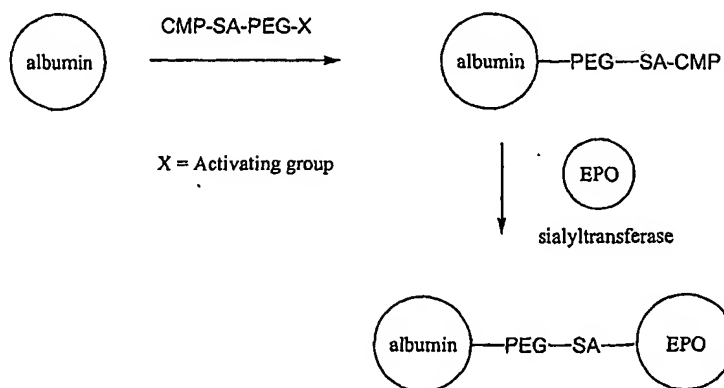 CMP-SA-PEG-X
albumin
albumin
PEG
SA-CMP
X = Activating group
EPO
sialyltransferase
albumin
PEG
SA
EPO